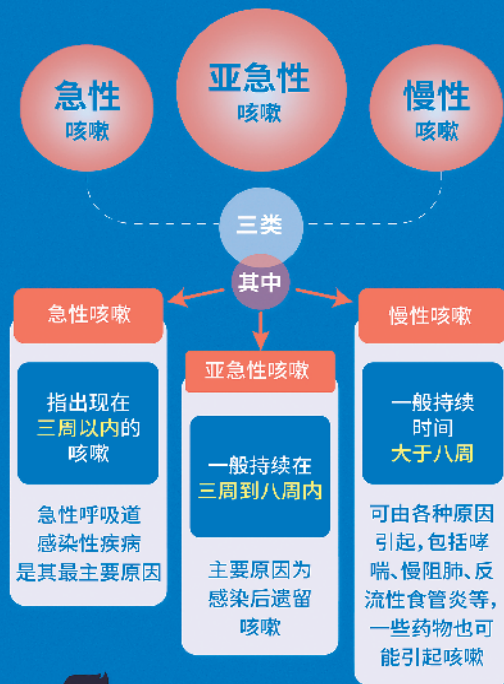 急性
咳嗽
亚急性
咳嗽
慢性
咳嗽
三类
其中
急性咳嗽
指出现在
三周以内的
咳嗽
急性呼吸道
感染性疾病
是其最主要原因
亚急性咳嗽
一般持续在
三周到八周内
主要原因为
感染后遗留
咳嗽
慢性咳嗽
一般持续
时间
大于八周
可由各种原因
引起,包括哮
喘、慢阻肺、反
流性食管炎等,
一些药物也可
能引起咳嗽